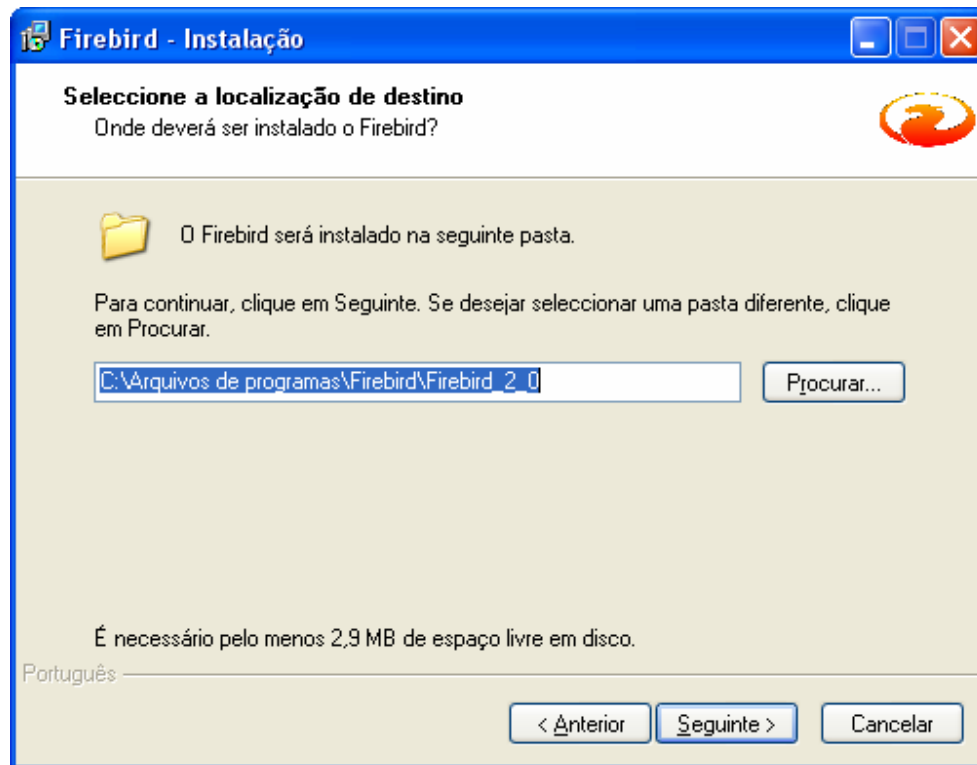 Firebird - Instalação
Seleccione a localização de destino
Onde deverá ser instalado o Firebird?
O Firebird será instalado na seguinte pasta.
Para continuar, clique em Seguinte. Se desejar seleccionar uma pasta diferente, clique
em Procurar.
C:\Arquivos de programas\Firebird\Firebird_2_0
Procurar...
É necessário pelo menos 2,9 MB de espaço livre em disco.
Português
< Anterior
Seguinte >
Cancelar